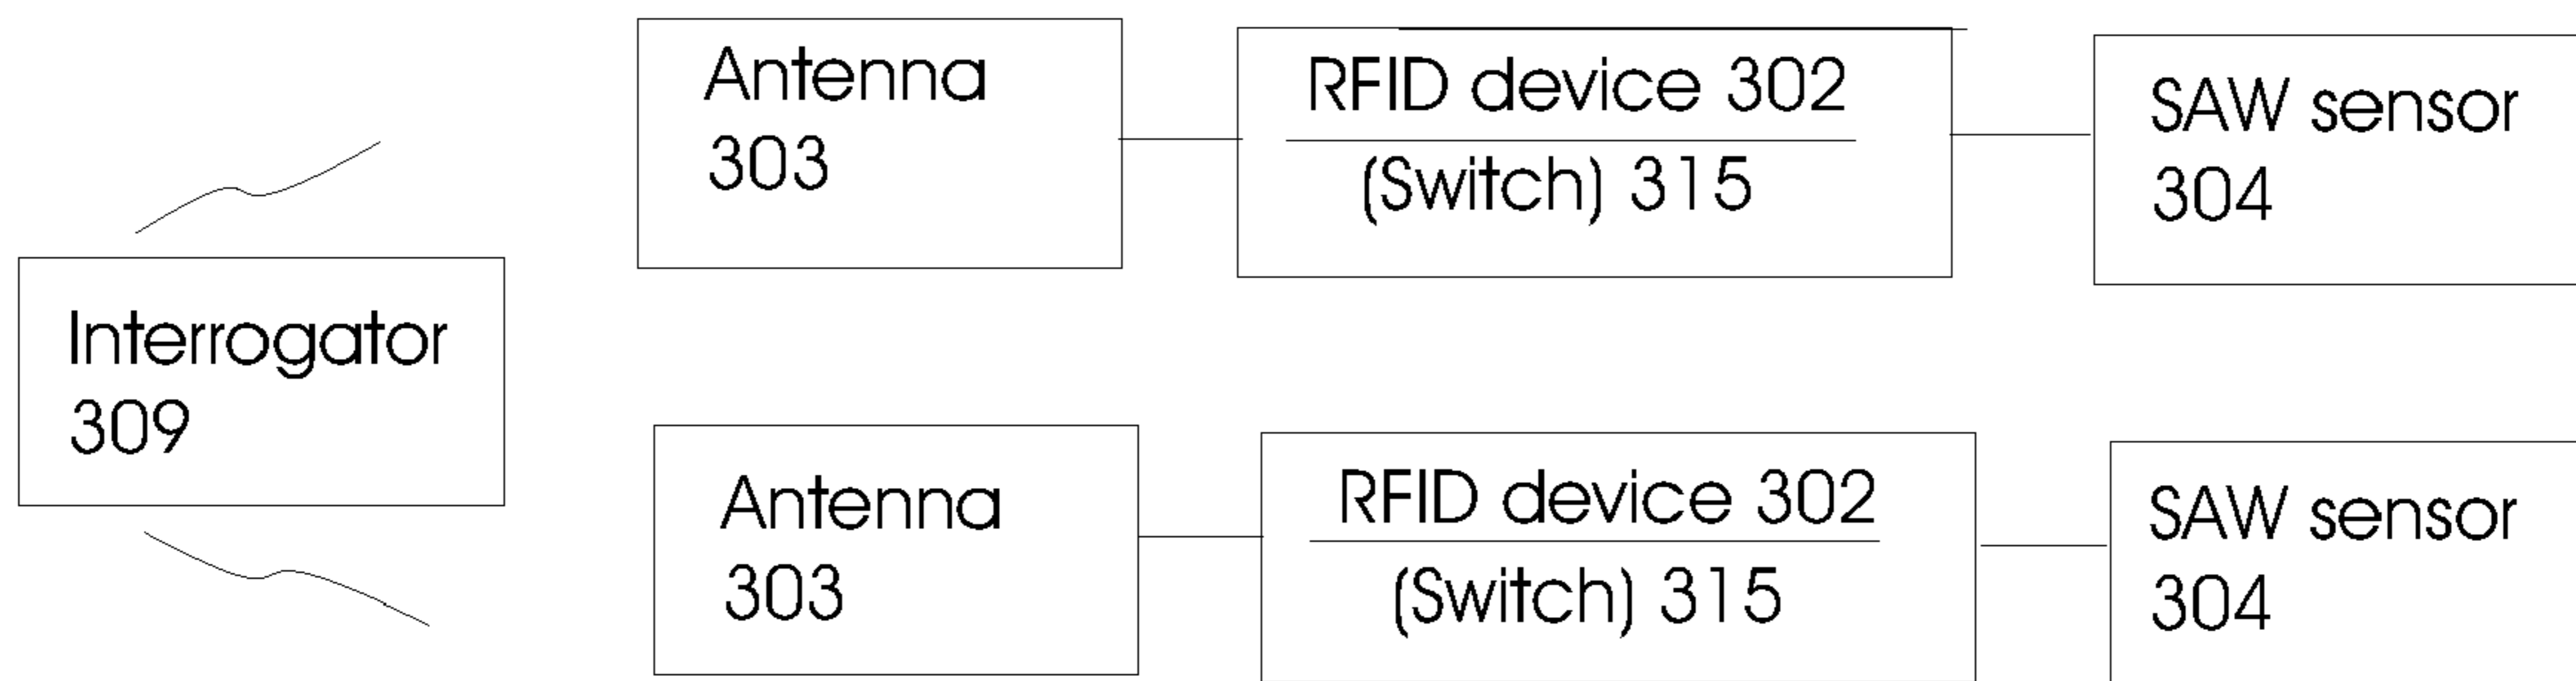 Antenna
303
RFID device 302
(Switch) 315
SAW sensor
304
Interrogator
309
Antenna
303
RFID device 302
(Switch) 315
SAW sensor
304